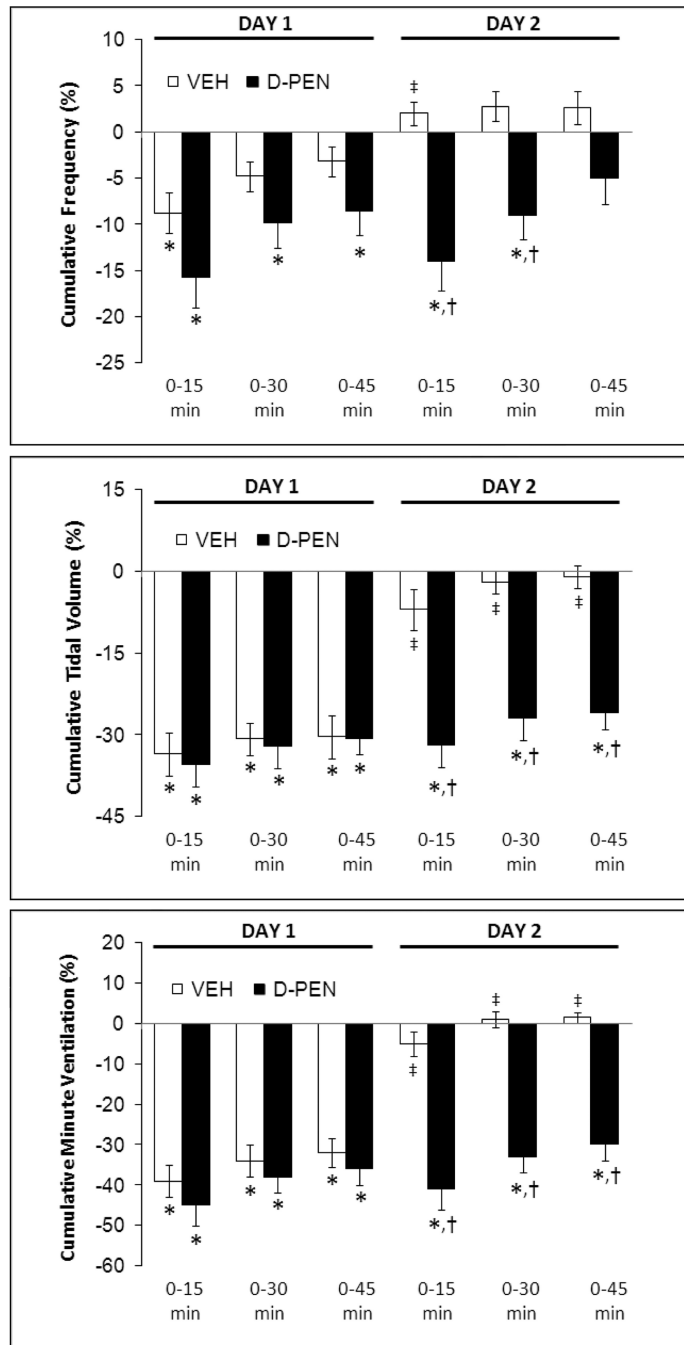 DAY 1 DAY 2
VEH D-PEN
Cumulative Frequency (%)
10
5
0
-5
-10
-15
-20
-25
‡
* * * * *,† *,†
0-15 0-30 0-45 0-15 0-30 0-45
min min min min min min
DAY 1 DAY 2
VEH D-PEN
Cumulative Tidal Volume (%)
15
0
-15
-30
-45
‡ ‡ ‡
* * * * * * *,† *,† *,†
0-15 0-30 0-45 0-15 0-30 0-45
min min min min min min
DAY 1 DAY 2
VEH D-PEN
Cumulative Minute Ventilation (%)
20
10
0
-10
-20
-30
-40
-50
-60
‡ ‡ ‡
* * * * * * *,† *,† *,†
0-15 0-30 0-45 0-15 0-30 0-45
min min min min min min